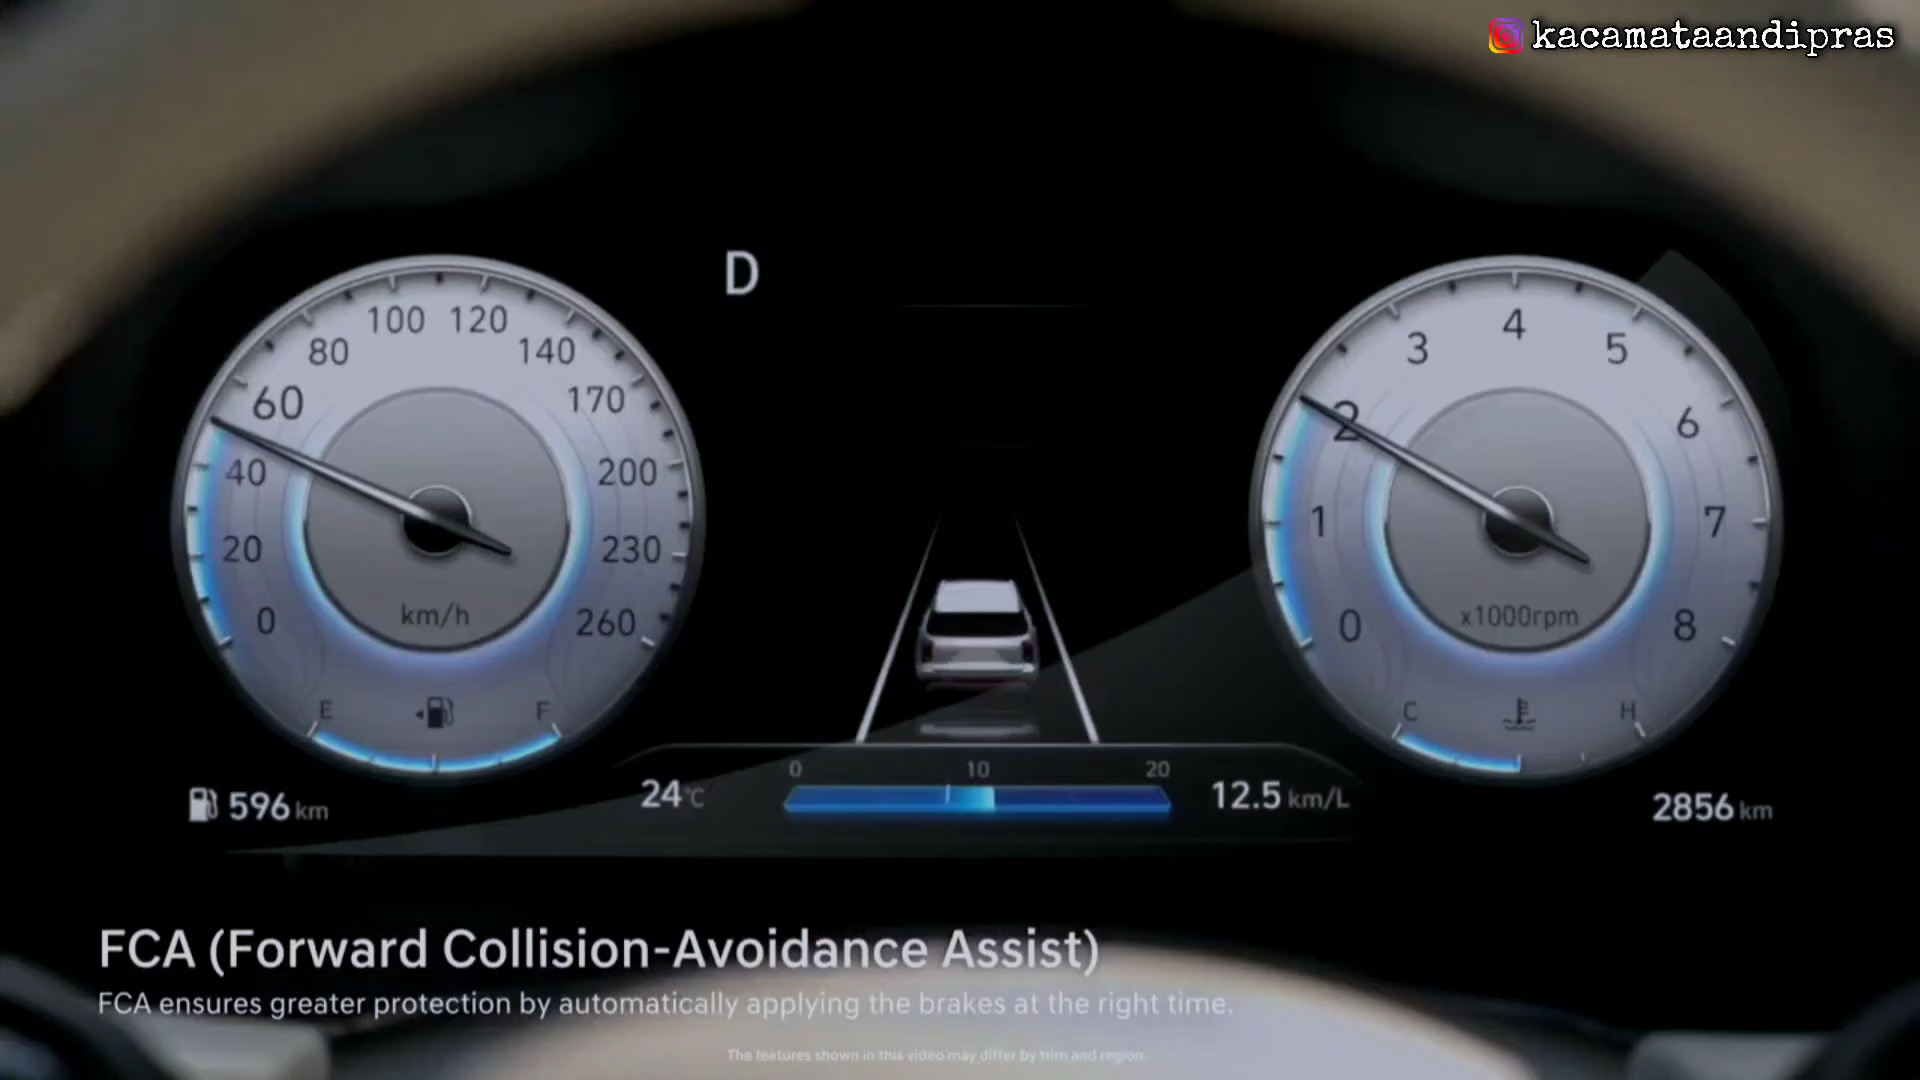 kacamataandipras
D
100 120
80 140
60 170
40 200
20 230
0 260
km/h
E F
596 km
3 4 5
2 6
1 7
0 8
x1000rpm
C H
2856 km
0 10 20
24°C
12.5 km/L
FCA (Forward Collision-Avoidance Assist)
FCA ensures greater protection by automatically applying the brakes at the right time.
The features shown in this video may differ by trim and region.